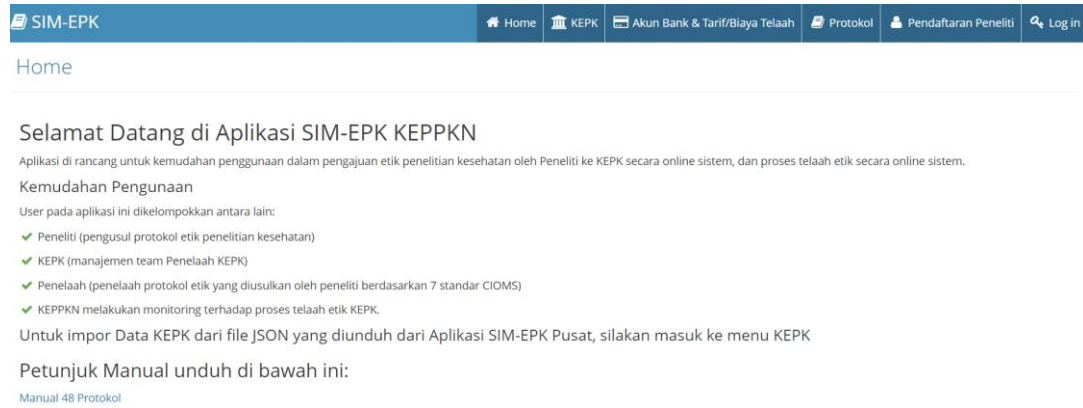 SIM-EPK
Home
KEPK
Akun Bank & Tarif/Biaya Telaah
Protokol
Pendaftaran Peneliti
Log in
Home
Selamat Datang di Aplikasi SIM-EPK KEPPKN
Aplikasi di rancang untuk kemudahan penggunaan dalam pengajuan etik penelitian kesehatan oleh Peneliti ke KEPK secara online sistem, dan proses telaah etik secara online sistem.
Kemudahan Pengunaan
User pada aplikasi ini dikelompokkan antara lain:
Peneliti (pengusul protokol etik penelitian kesehatan)
KEPK (manajemen team Penelaah KEPK)
Penelaah (penelaah protokol etik yang diusulkan oleh peneliti berdasarkan 7 standar CIOMS)
KEPPKN melakukan monitoring terhadap proses telaah etik KEPK.
Untuk impor Data KEPK dari file JSON yang diunduh dari Aplikasi SIM-EPK Pusat, silakan masuk ke menu KEPK
Petunjuk Manual unduh di bawah ini:
Manual 48 Protokol